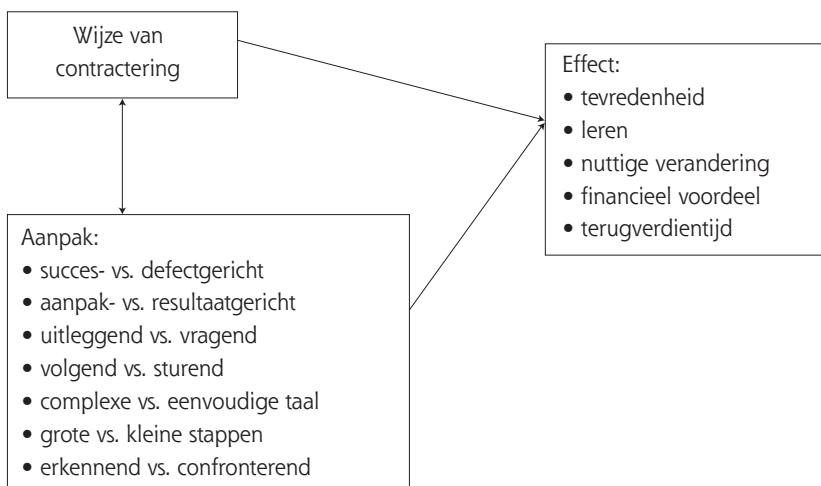 Wijze van
contractering
Effect:
• tevredenheid
• leren
• nuttige verandering
• financieel voordeel
• terugverdientijd
Aanpak:
• succes- vs. defectgericht
• aanpak- vs. resultaatgericht
• uitleggend vs. vragend
• volgend vs. sturend
• complexe vs. eenvoudige taal
• grote vs. kleine stappen
• erkennend vs. confronterend